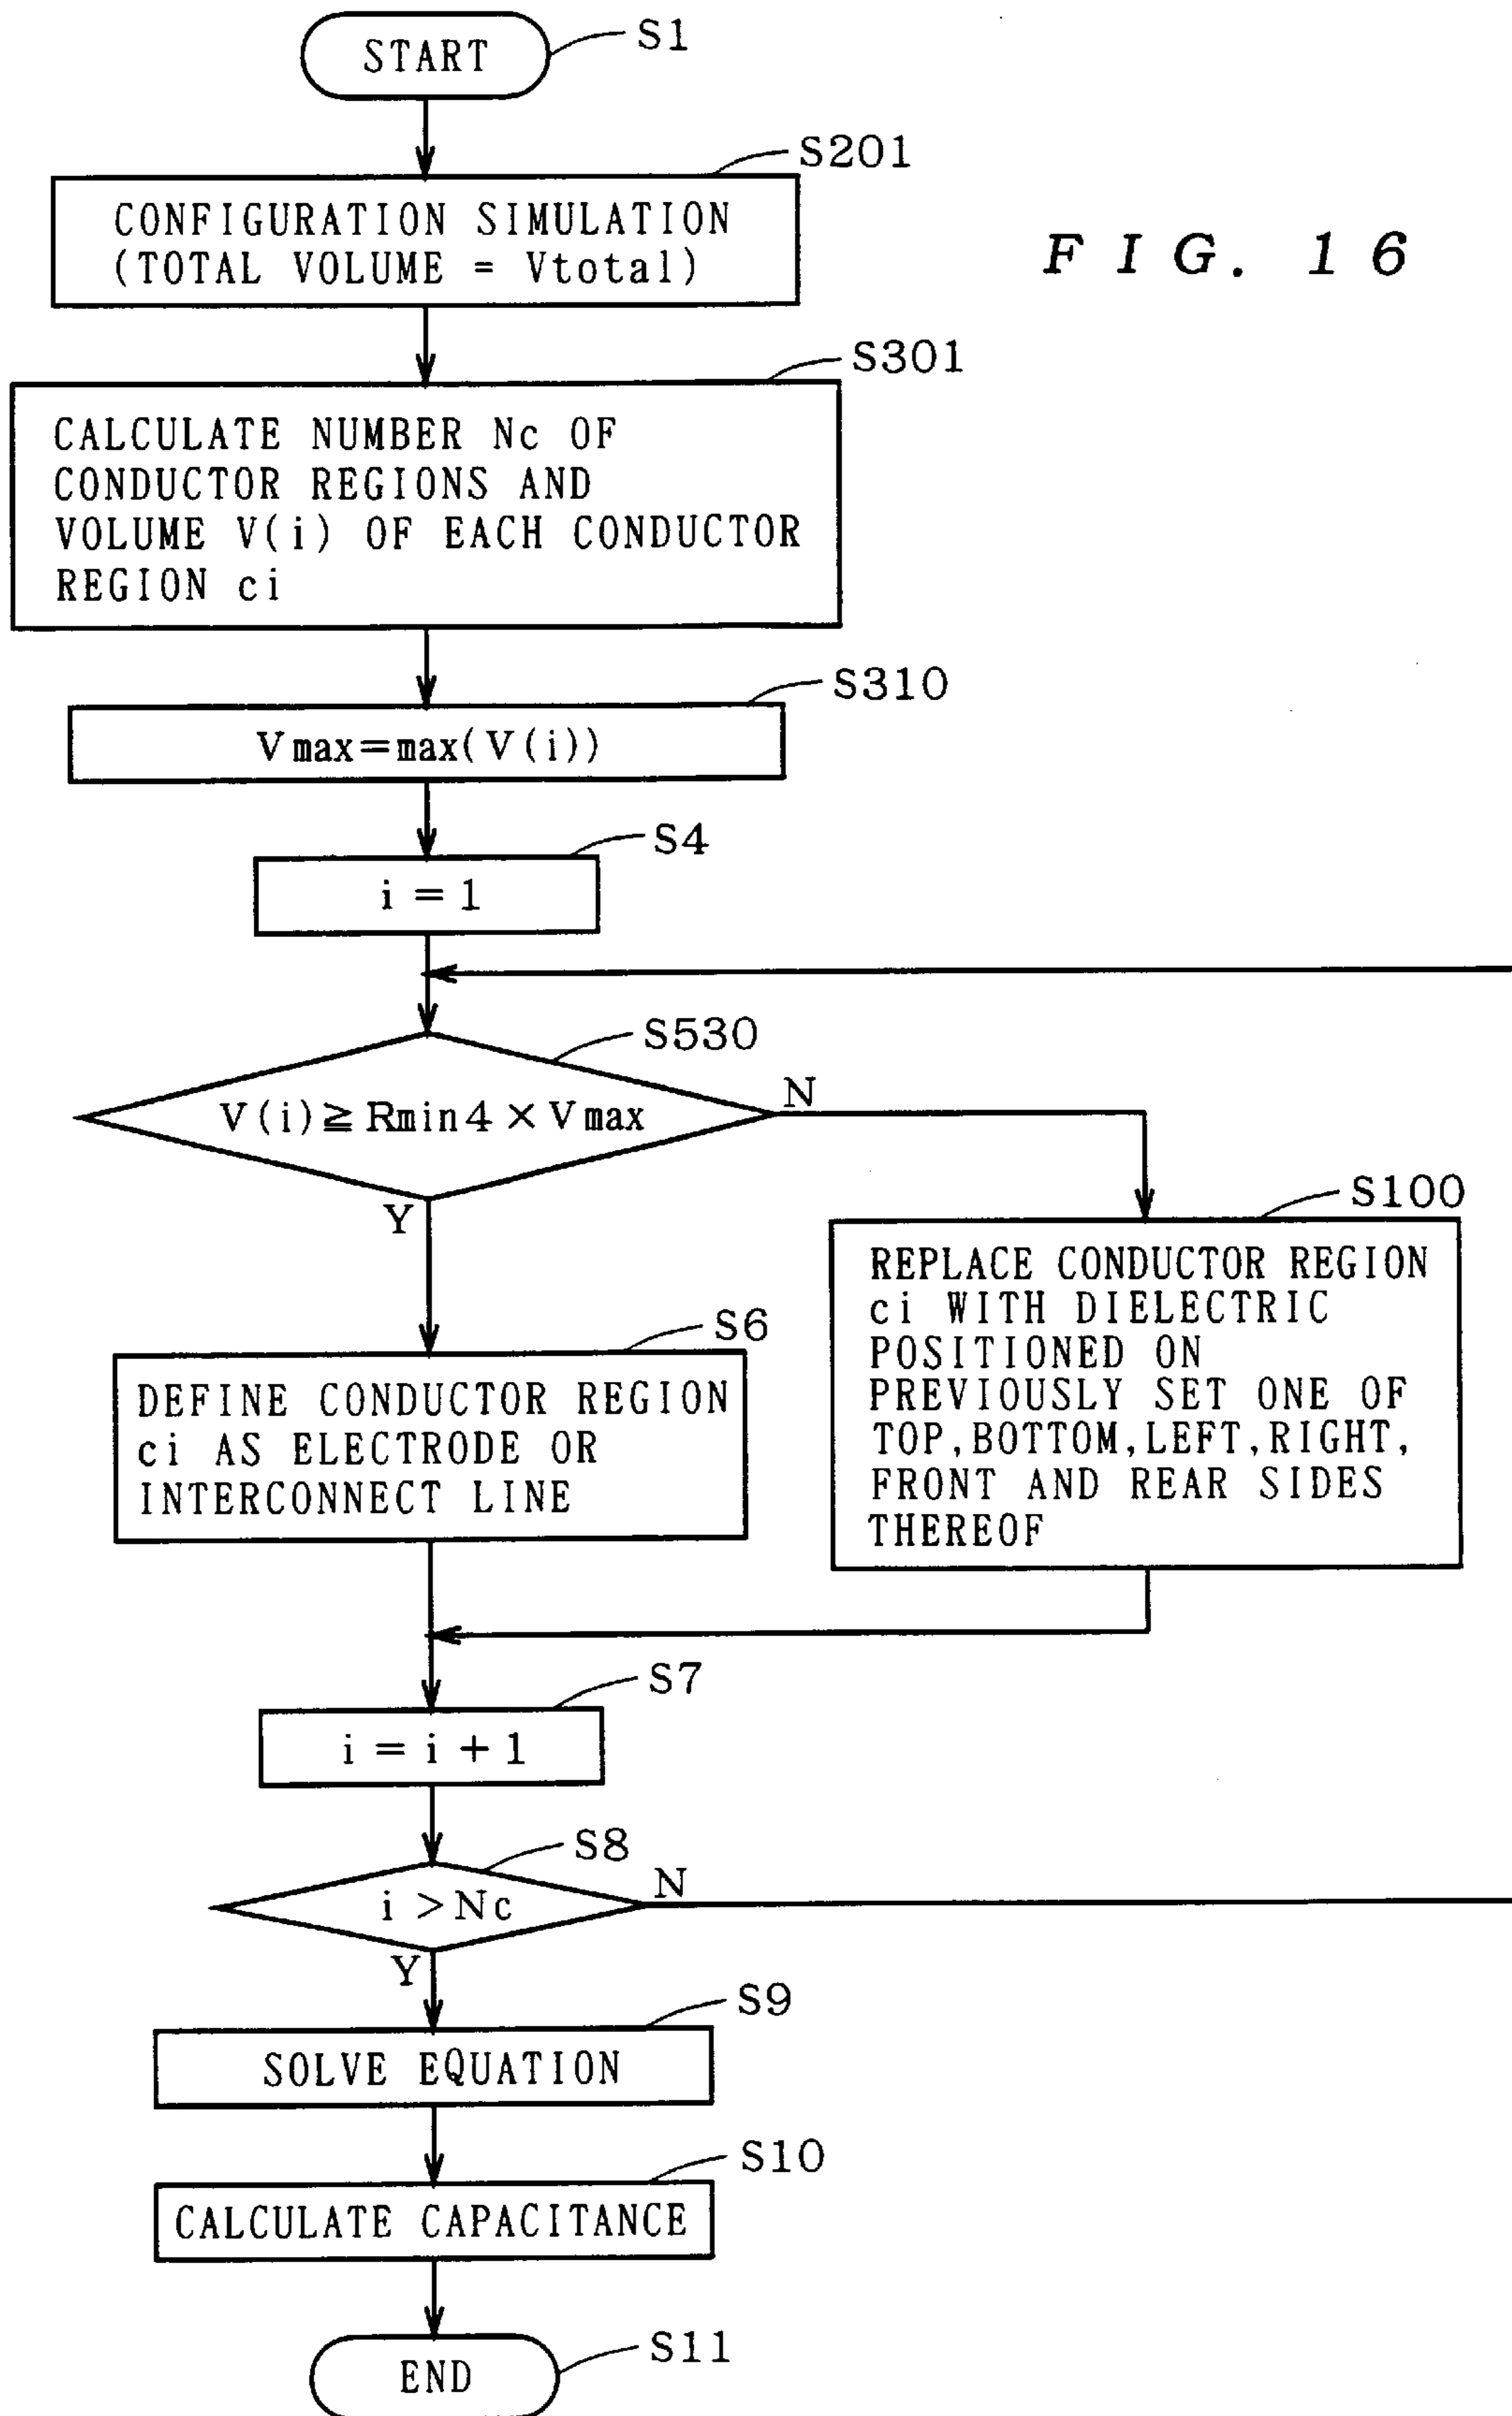 START
S1
S201
CONFIGURATION SIMULATION
(TOTAL VOLUME = Vtotal)
FIG. 16
S301
CALCULATE NUMBER Nc OF
CONDUCTOR REGIONS AND
VOLUME V(i) OF EACH CONDUCTOR
REGION ci
S310
Vmax=max(V(i))
S4
i = 1
S530
V(i)≧Rmin4×Vmax
N
Y
S100
REPLACE CONDUCTOR REGION
ci WITH DIELECTRIC
POSITIONED ON
PREVIOUSLY SET ONE OF
TOP,BOTTOM,LEFT,RIGHT,
FRONT AND REAR SIDES
THEREOF
S6
DEFINE CONDUCTOR REGION
ci AS ELECTRODE OR
INTERCONNECT LINE
S7
i = i + 1
S8
i >Nc
N
Y
S9
SOLVE EQUATION
S10
CALCULATE CAPACITANCE
S11
END